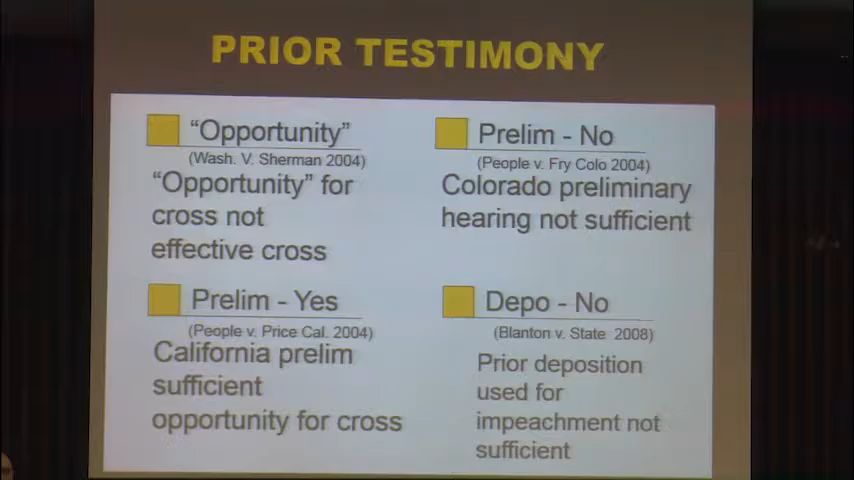 PRIOR TESTIMONY
“Opportunity”
(Wash. V. Sherman 2004)
“Opportunity” for
cross not
effective cross
Prelim - No
(People v. Fry Colo 2004)
Colorado preliminary
hearing not sufficient
Prelim - Yes
(People v. Price Cal. 2004)
California prelim
sufficient
opportunity for cross
Depo - No
(Blanton v. State 2008)
Prior deposition
used for
impeachment not
sufficient